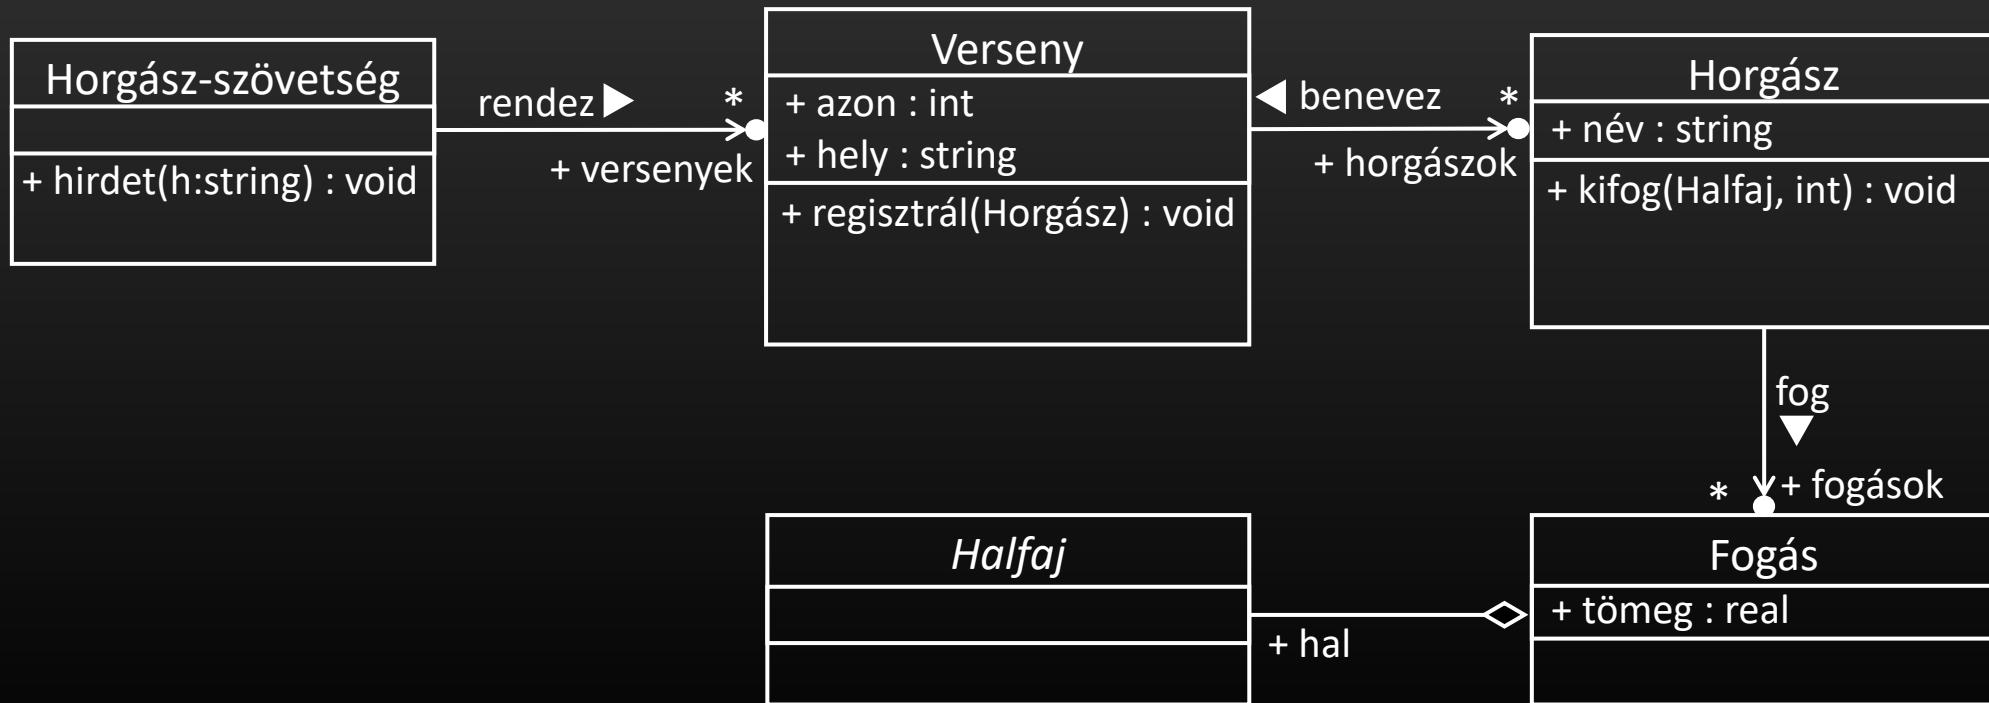 Horgász-szövetség
+ hirdet(h:string) : void
rendez
*
+ versenyek
Verseny
+ azon : int
+ hely : string
+ regisztrál(Horgász) : void
benevez
*
+ horgászok
Horgász
+ név : string
+ kifog(Halfaj, int) : void
fog
*
+ fogások
Halfaj
+ hal
Fogás
+ tömeg : real